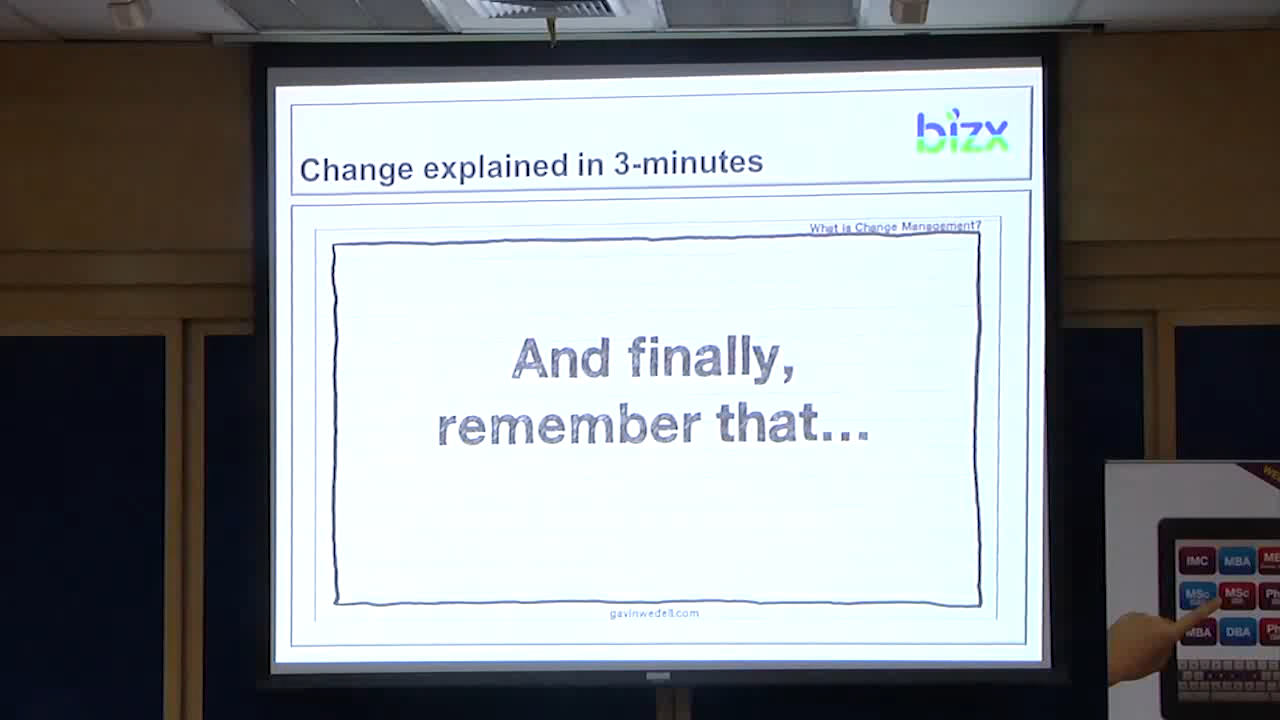 bizx
Change explained in 3-minutes
What is Change Management?
And finally,
remember that...
gavinwedell.com
IMC MBA
MSc MSc
MBA DBA